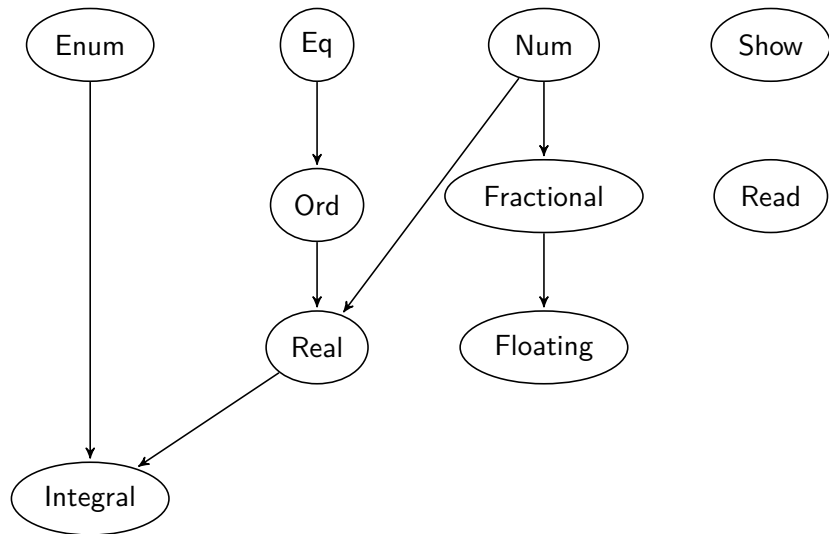 Enum
Eq
Num
Show
Ord
Fractional
Read
Real
Floating
Integral